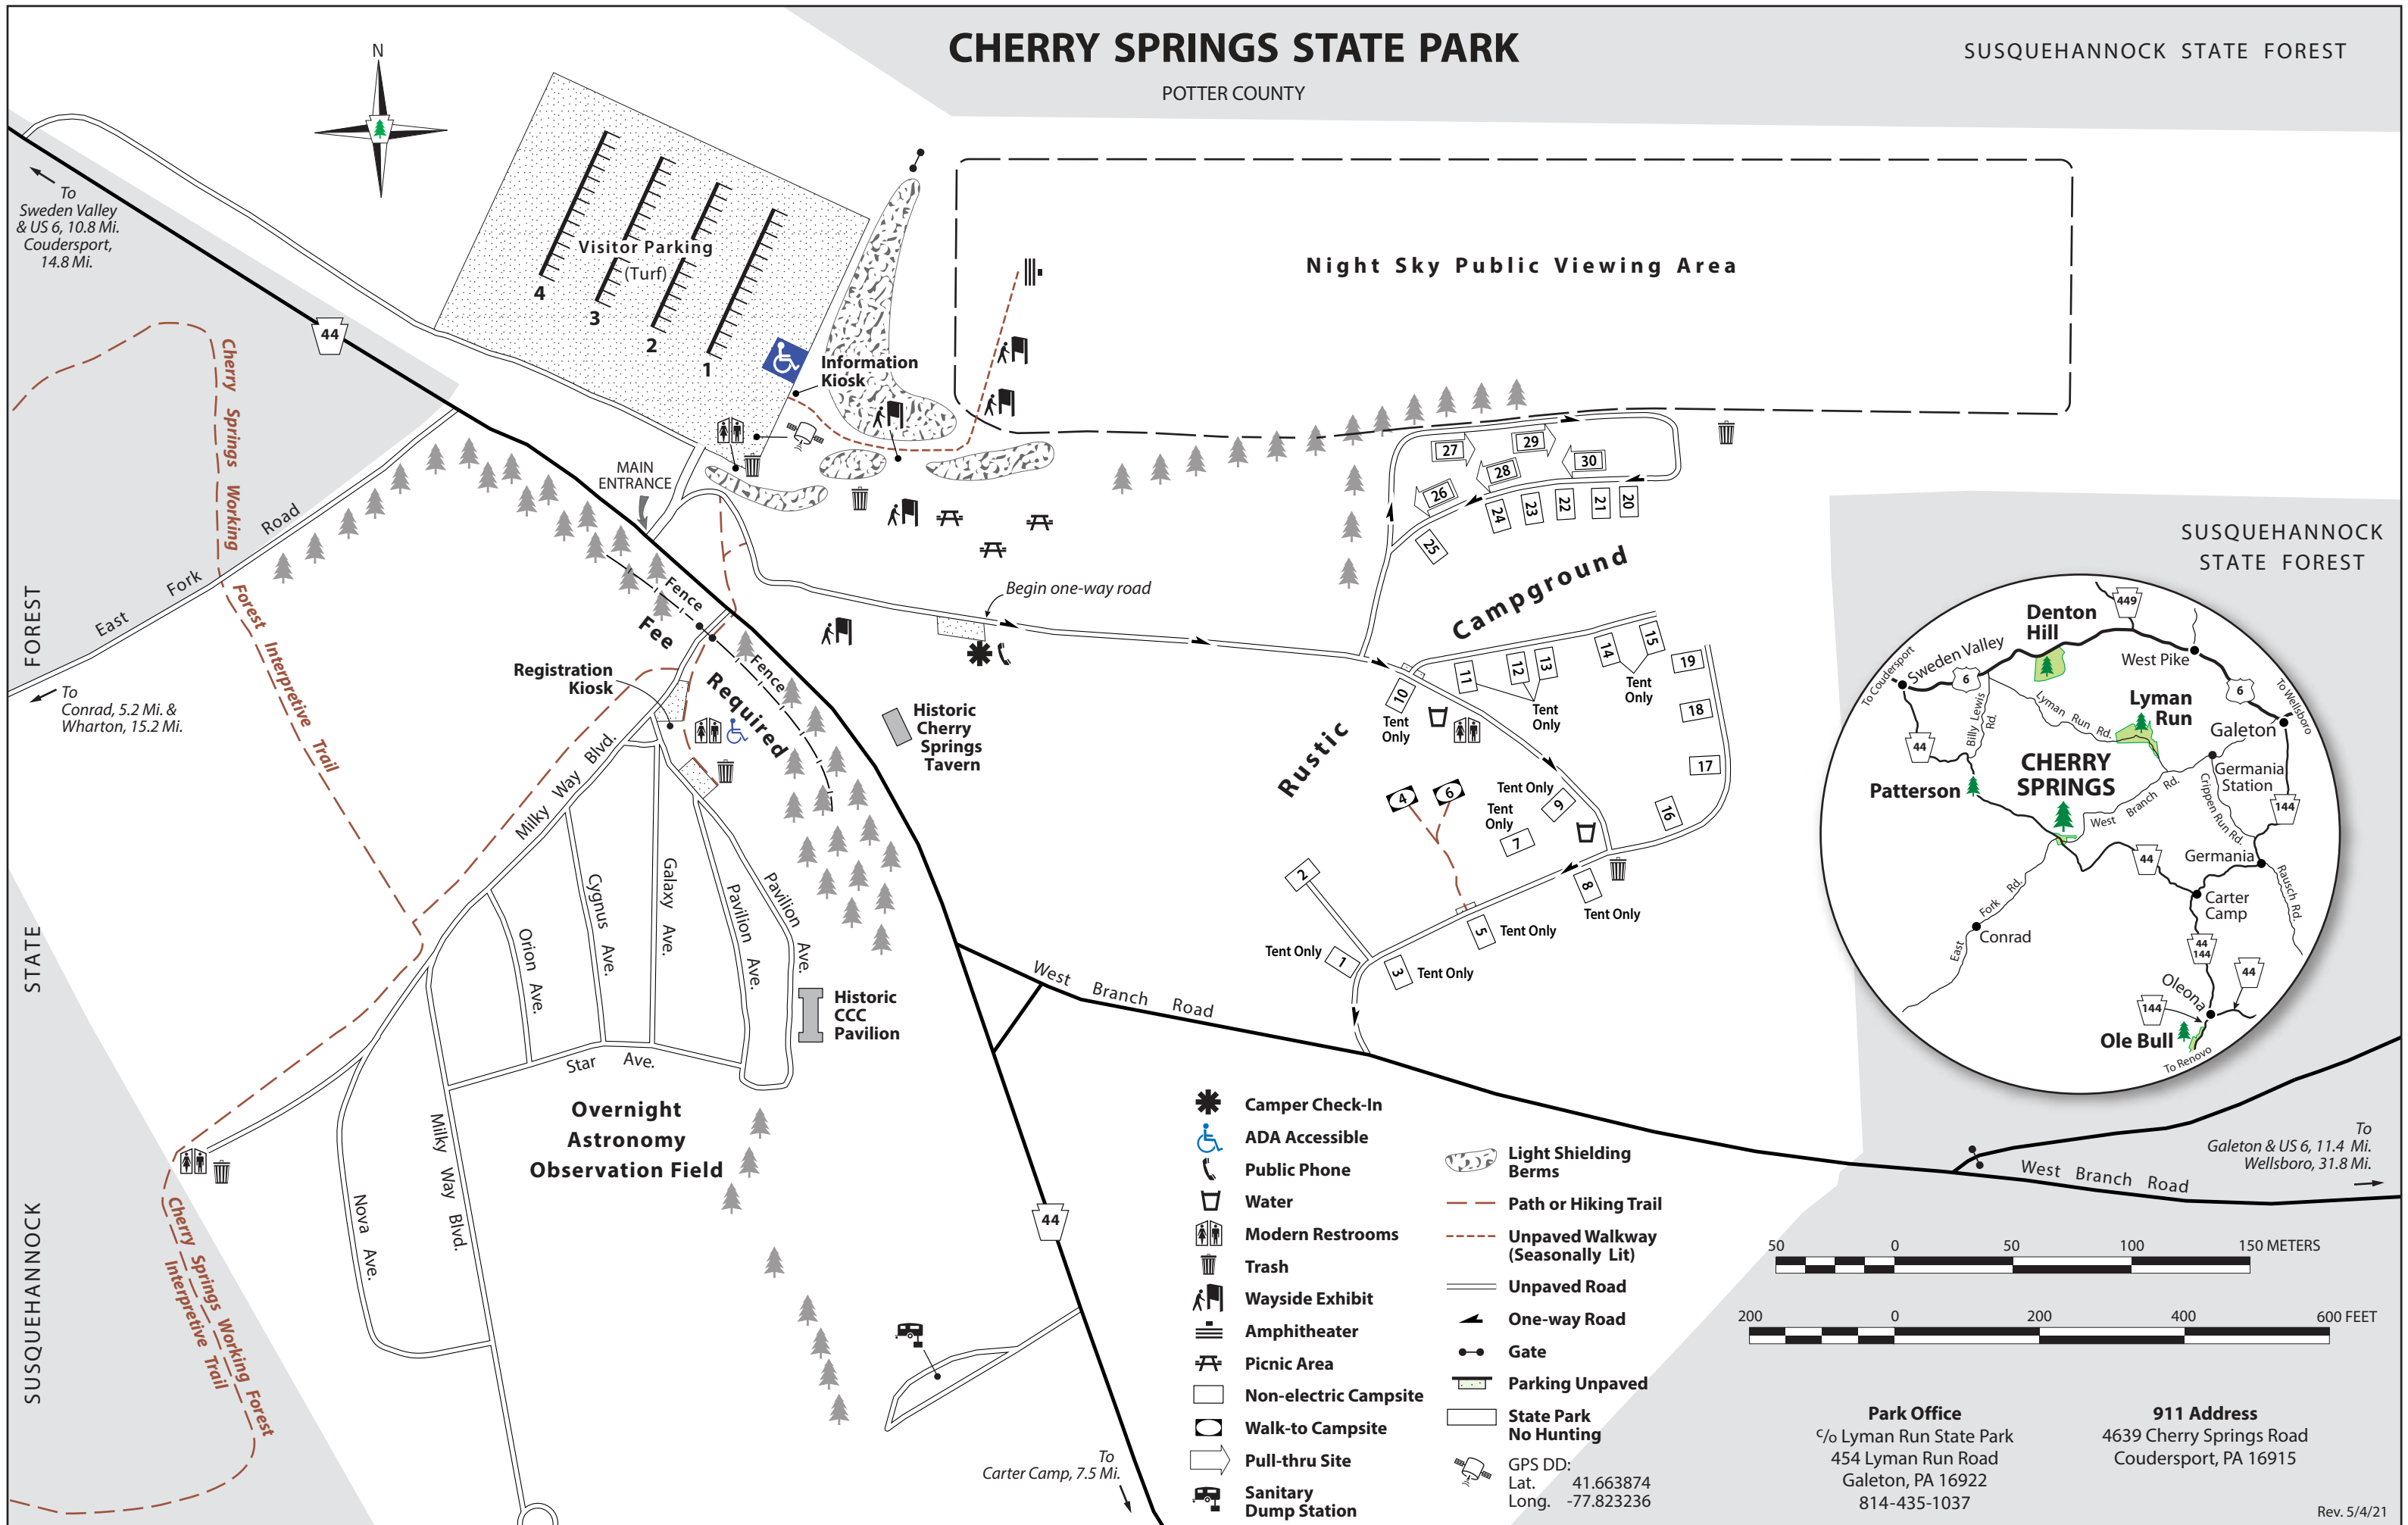 CHERRY SPRINGS STATE PARK
POTTER COUNTY
SUSQUEHANNOCK STATE FOREST
N
To
Sweden Valley
& US 6, 10.8 Mi.
Coudersport,
14.8 Mi.
44
Visitor Parking
(Turf)
4
3
2
1
Information
Kiosk
Night Sky Public Viewing Area
MAIN
ENTRANCE
Cherry Springs Working
Forest Interpretive Trail
East Fork Road
To
Conrad, 5.2 Mi. &
Wharton, 15.2 Mi.
SUSQUEHANNOCK STATE FOREST
Fence
Fee
Required
Fence
Registration
Kiosk
Begin one-way road
Historic
Cherry
Springs
Tavern
Milky Way Blvd.
Orion Ave.
Cygnus Ave.
Galaxy Ave.
Pavilion Ave.
Pavilion Ave.
Star Ave.
Historic
CCC
Pavilion
Overnight
Astronomy
Observation Field
Nova Ave.
Milky Way Blvd.
Cherry Springs Working Forest
Interpretive Trail
Rustic Campground
27
29
28
30
26
25
24
23
22
21
20
11
12
13
14
15
Tent
Only
Tent
Only
19
18
17
16
10
Tent
Only
4
6
Tent Only
9
Tent
Only
7
8
Tent Only
2
5
Tent Only
Tent Only
1
3
Tent Only
West Branch Road
44
To
Carter Camp, 7.5 Mi.
SUSQUEHANNOCK
STATE FOREST
449
Denton
Hill
Sweden Valley
To Coudersport
6
West Pike
6
To Wellsboro
Billy Lewis
Rd.
Lyman Run Rd.
Lyman
Run
Galeton
44
CHERRY
SPRINGS
Germania
Station
Patterson
West Branch Rd.
Crippen Run Rd.
144
44
Germania
Rausch Rd.
East Fork Rd.
Conrad
Carter
Camp
44
144
44
Oleona
144
Ole Bull
To Renovo
To
Galeton & US 6, 11.4 Mi.
Wellsboro, 31.8 Mi.
West Branch Road
Camper Check-In
ADA Accessible
Public Phone
Water
Modern Restrooms
Trash
Wayside Exhibit
Amphitheater
Picnic Area
Non-electric Campsite
Walk-to Campsite
Pull-thru Site
Sanitary
Dump Station
Light Shielding
Berms
Path or Hiking Trail
Unpaved Walkway
(Seasonally Lit)
Unpaved Road
One-way Road
Gate
Parking Unpaved
State Park
No Hunting
GPS DD:
Lat. 41.663874
Long. -77.823236
50 0 50 100 150 METERS
200 0 200 400 600 FEET
Park Office
c/o Lyman Run State Park
454 Lyman Run Road
Galeton, PA 16922
814-435-1037
911 Address
4639 Cherry Springs Road
Coudersport, PA 16915
Rev. 5/4/21